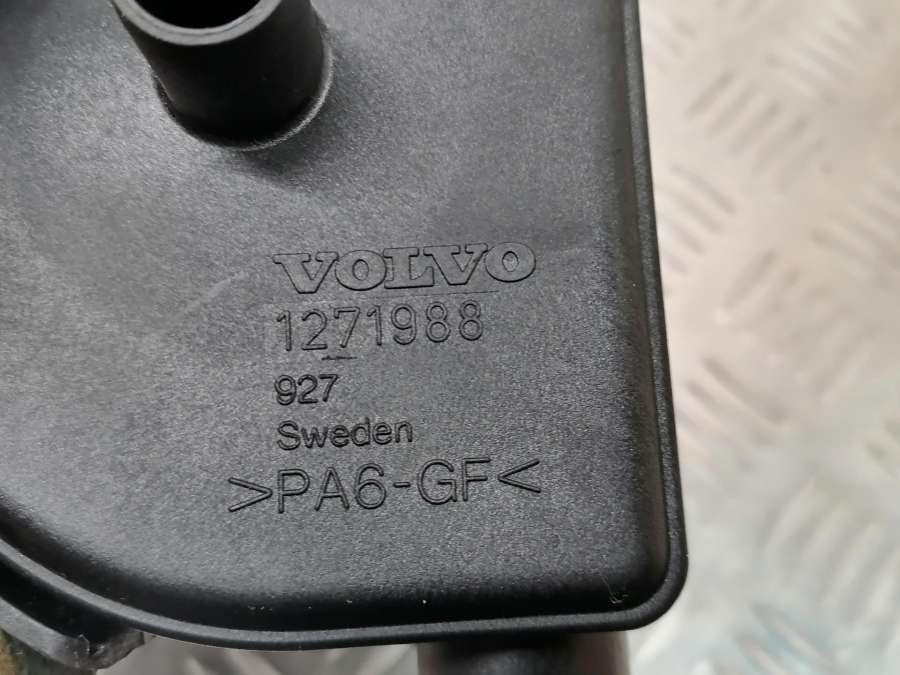 VOLVO
1271988
927
Sweden
>PA6-GF<